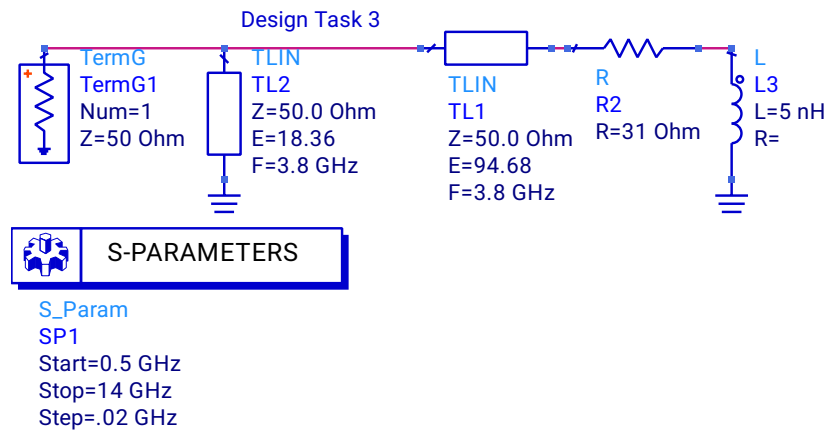 Design Task 3
TermG
TermG1
Num=1
Z=50 Ohm
TLIN
TL2
Z=50.0 Ohm
E=18.36
F=3.8 GHz
TLIN
TL1
Z=50.0 Ohm
E=94.68
F=3.8 GHz
R
R2
R=31 Ohm
L
L3
L=5 nH
R=
S-PARAMETERS
S_Param
SP1
Start=0.5 GHz
Stop=14 GHz
Step=.02 GHz